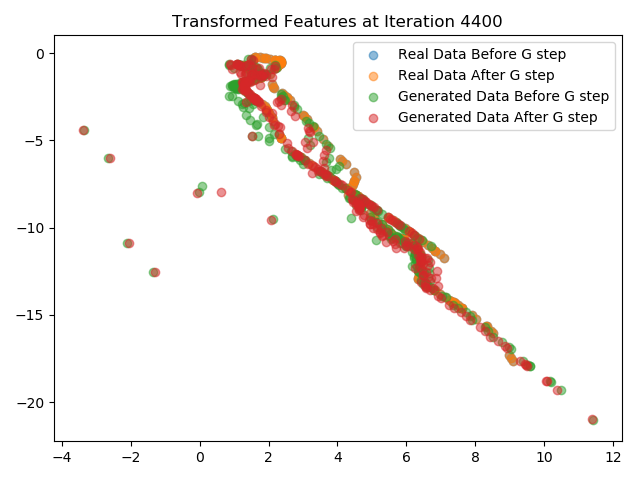 Transformed Features at Iteration 4400
Real Data Before G step
Real Data After G step
Generated Data Before G step
Generated Data After G step
0
−5
−10
−15
−20
−4 −2 0 2 4 6 8 10 12